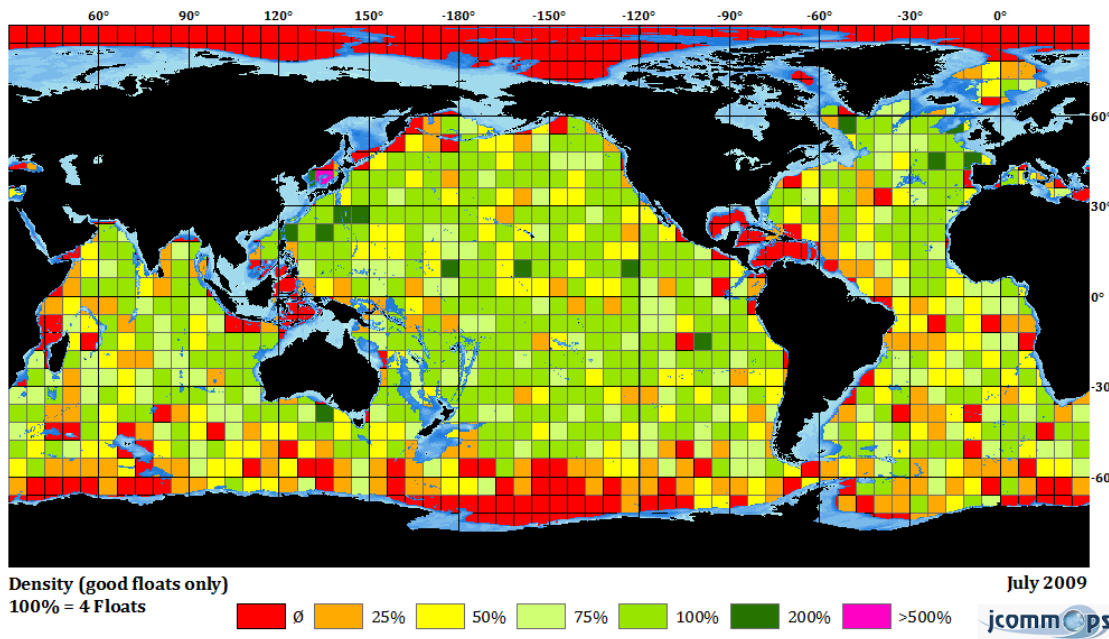 60° 90° 120° 150° -180° -150° -120° -90° -60° -30° 0°
60°
30°
0°
-30°
-60°
Density (good floats only)
100% = 4 Floats
July 2009
Ø 25% 50% 75% 100% 200% >500%
jcommops